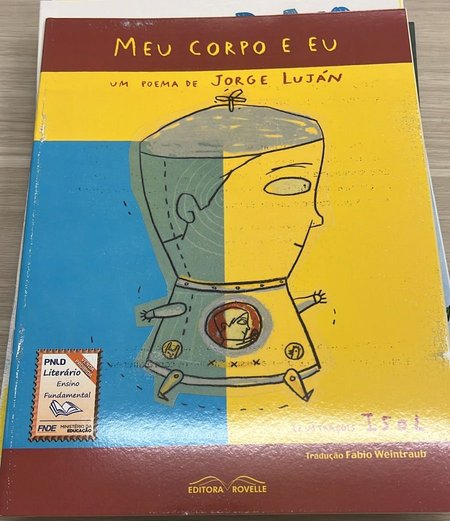 MEU CORPO E EU
UM POEMA DE JORGE LUJÁN
PNLD
Literário
Ensino
Fundamental
FNDE MINISTÉRIO DA EDUCAÇÃO
ILUSTRAÇÕES ISOL
Tradução Fabio Weintraub
EDITORA ROVELLE